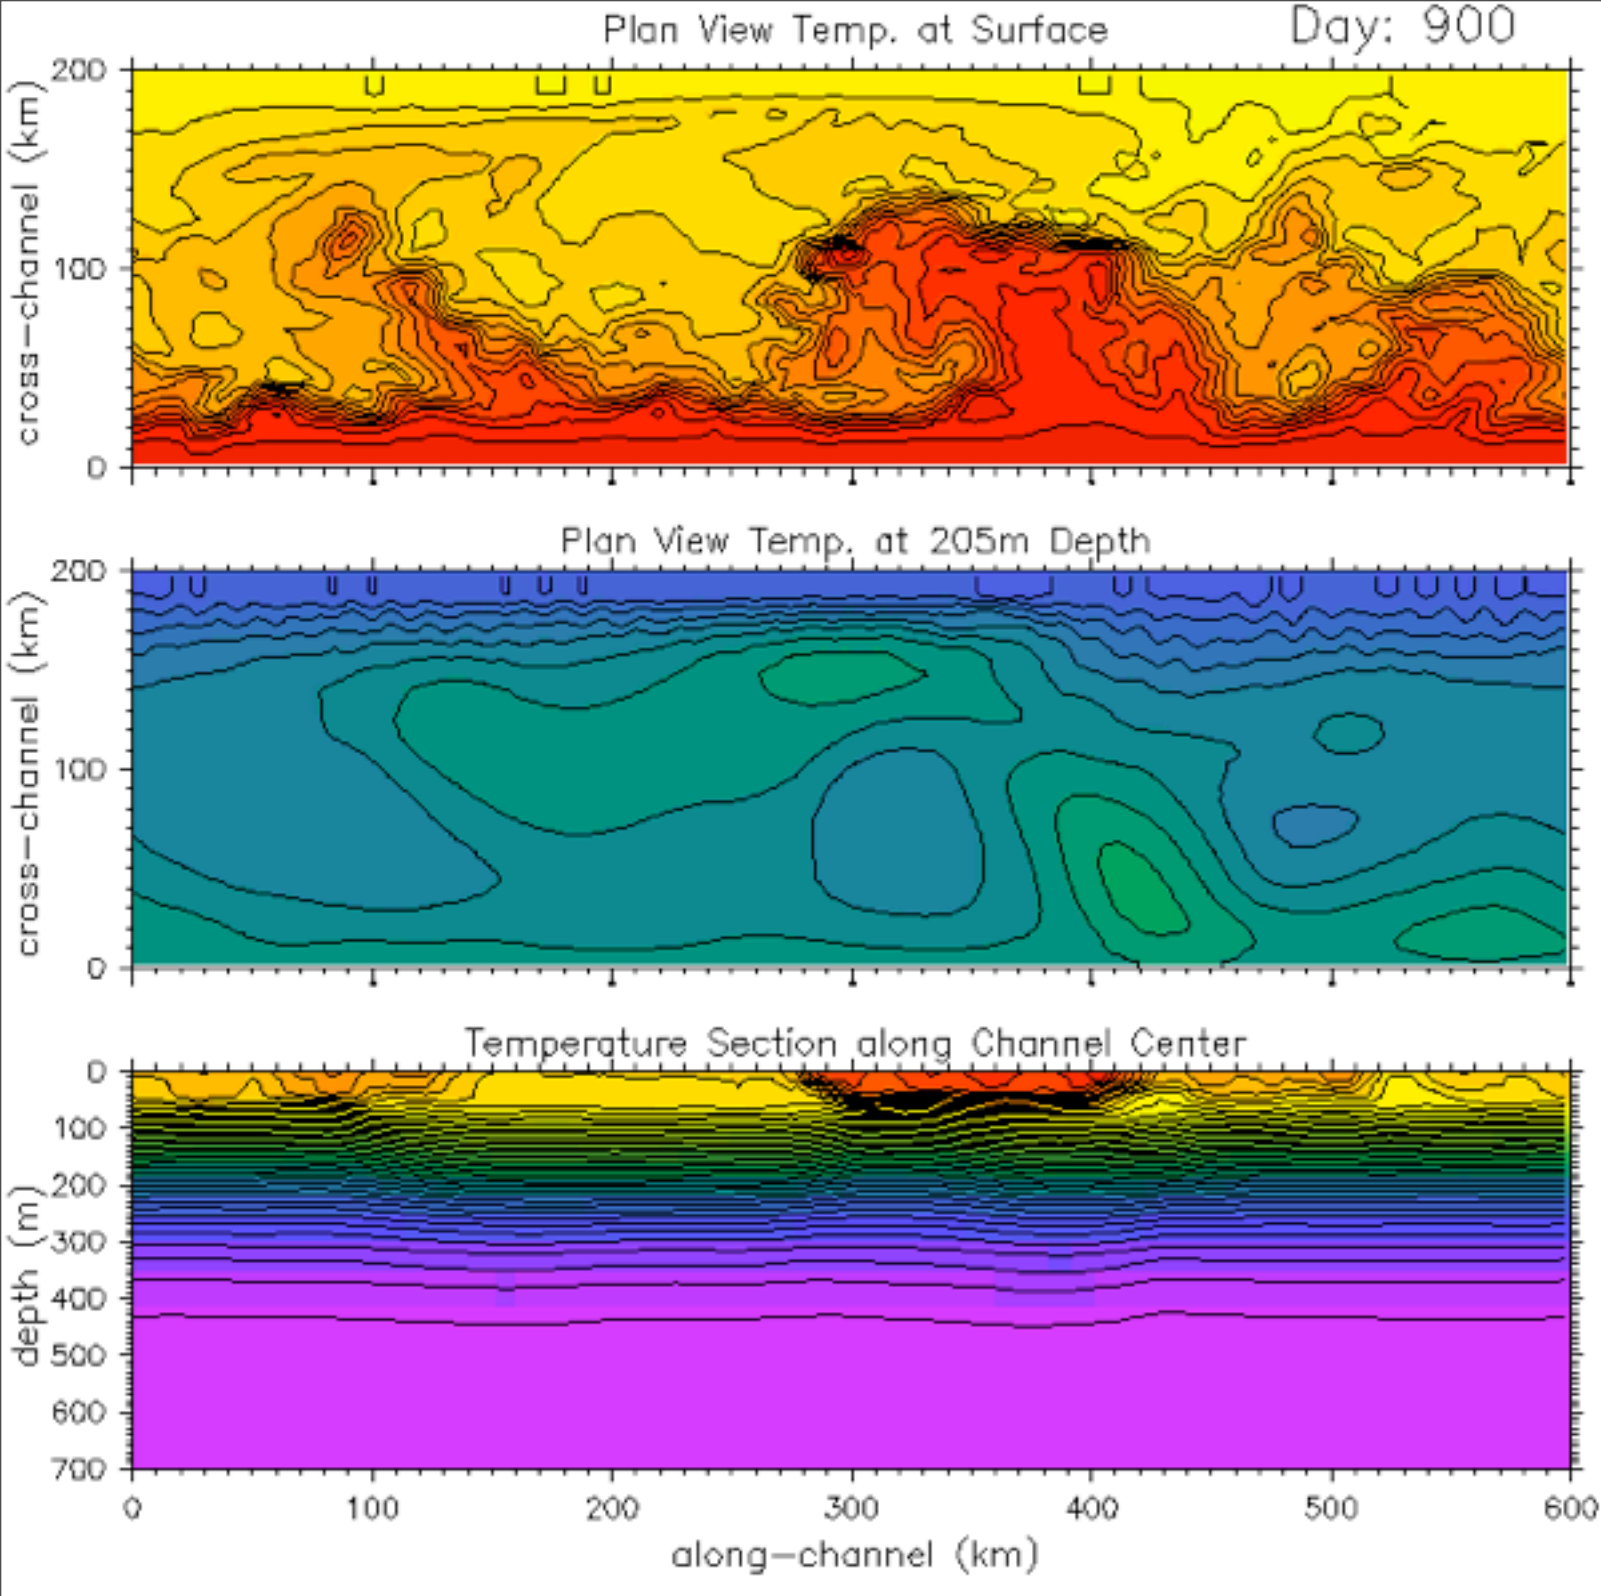 Plan View Temp. at Surface
Day: 900
200
100
0
cross-channel (km)
Plan View Temp. at 205m Depth
200
100
0
cross-channel (km)
Temperature Section along Channel Center
0
100
200
300
400
500
600
700
depth (m)
0 100 200 300 400 500 600
along-channel (km)